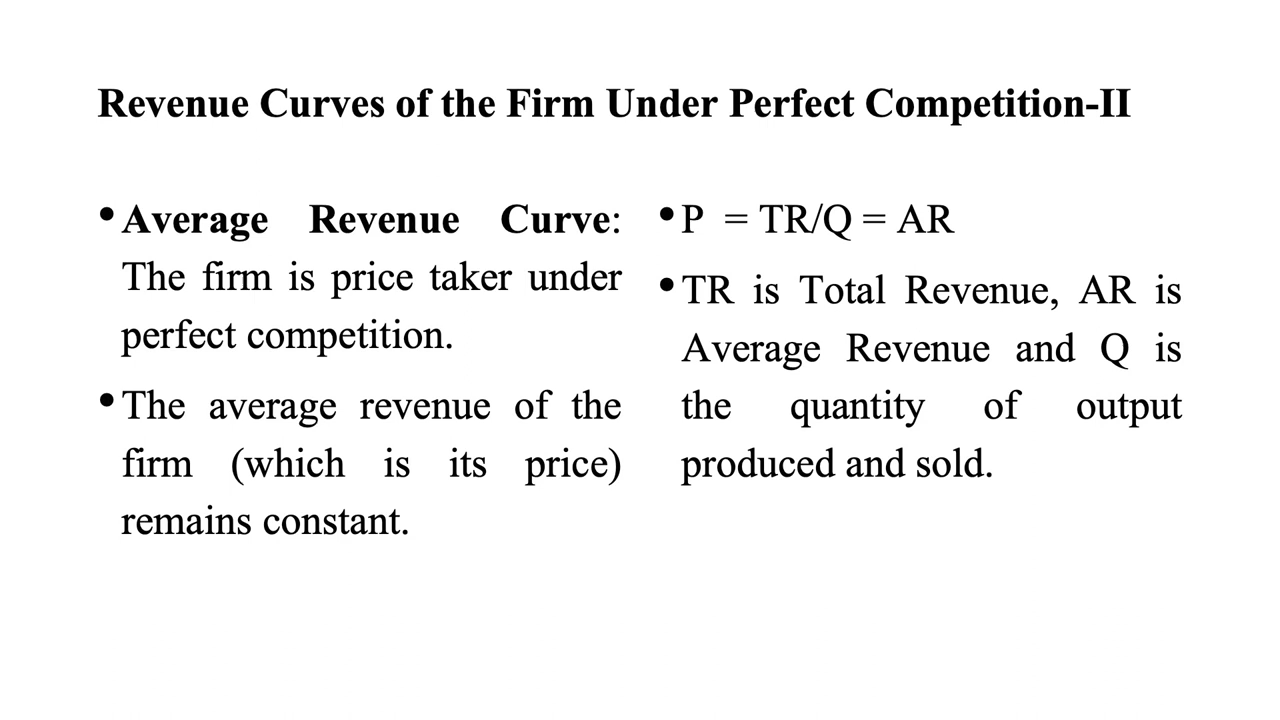 Revenue Curves of the Firm Under Perfect Competition-II
• Average Revenue Curve:
The firm is price taker under
perfect competition.
• The average revenue of the
firm (which is its price)
remains constant.
• P = TR/Q = AR
• TR is Total Revenue, AR is
Average Revenue and Q is
the quantity of output
produced and sold.